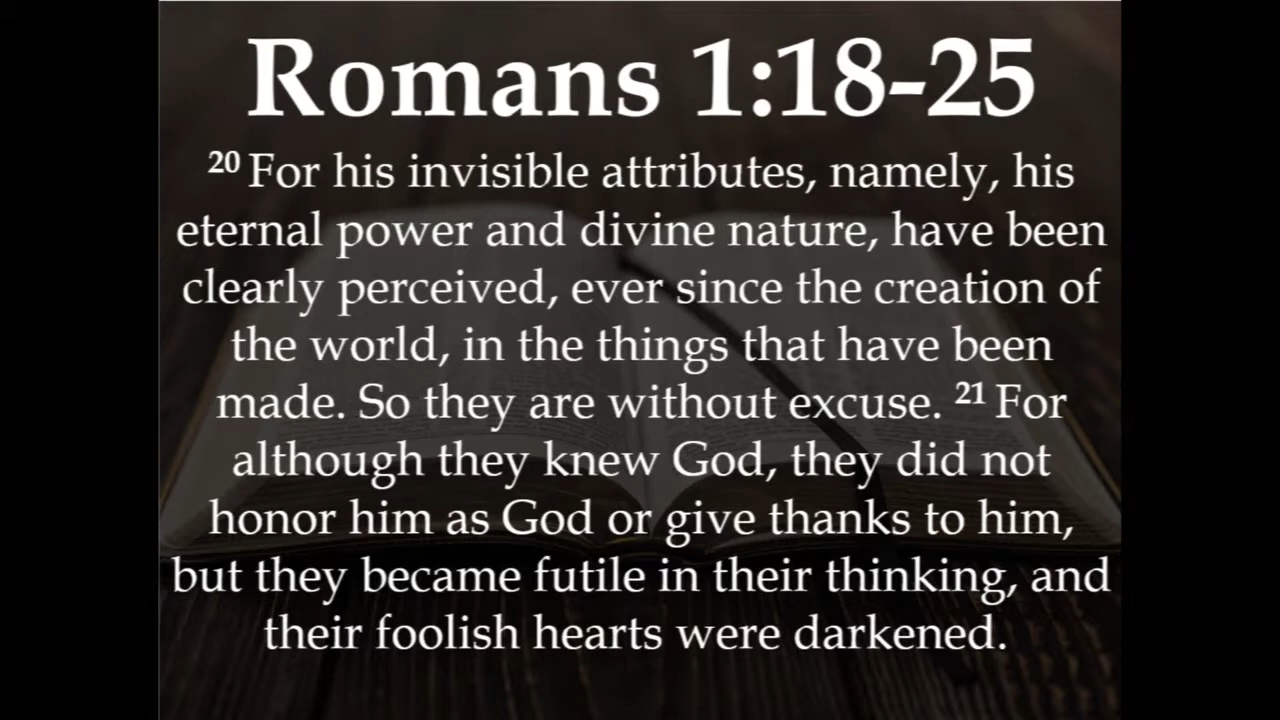 Romans 1:18-25
20 For his invisible attributes, namely, his
eternal power and divine nature, have been
clearly perceived, ever since the creation of
the world, in the things that have been
made. So they are without excuse. 21 For
although they knew God, they did not
honor him as God or give thanks to him,
but they became futile in their thinking, and
their foolish hearts were darkened.